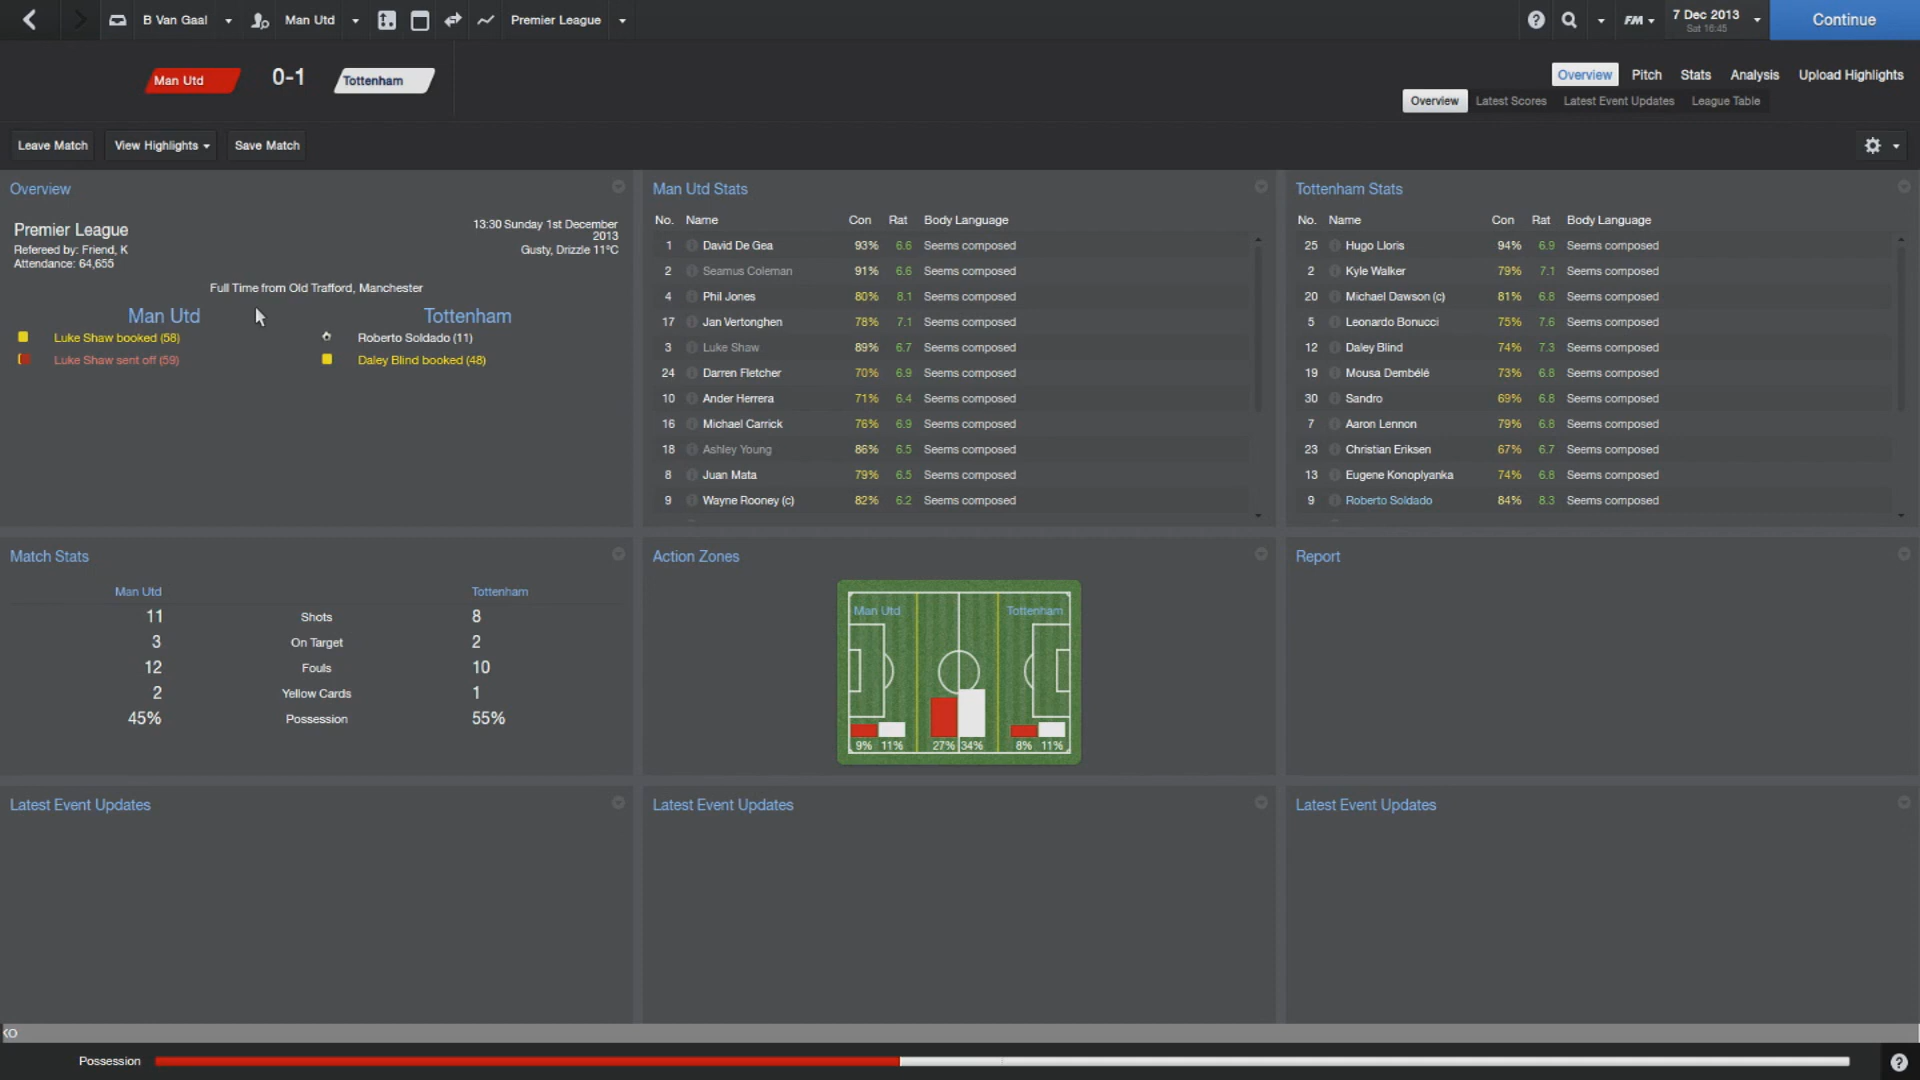 B Van Gaal
Man Utd
Premier League
FM
7 Dec 2013
Sat 16:45
Continue
Man Utd
0-1
Tottenham
Overview Pitch Stats Analysis Upload Highlights
Overview Latest Scores Latest Event Updates League Table
Leave Match View Highlights Save Match
Overview
Premier League
Refereed by: Friend, K
Attendance: 64,655
13:30 Sunday 1st December
2013
Gusty, Drizzle 11°C
Full Time from Old Trafford, Manchester
Man Utd Tottenham
Luke Shaw booked (58) Roberto Soldado (11)
Luke Shaw sent off (59) Daley Blind booked (48)
Man Utd Stats
No. Name Con Rat Body Language
1 David De Gea 93% 6.6 Seems composed
2 Seamus Coleman 91% 6.6 Seems composed
4 Phil Jones 80% 8.1 Seems composed
17 Jan Vertonghen 78% 7.1 Seems composed
3 Luke Shaw 89% 6.7 Seems composed
24 Darren Fletcher 70% 6.9 Seems composed
10 Ander Herrera 71% 6.4 Seems composed
16 Michael Carrick 76% 6.9 Seems composed
18 Ashley Young 86% 6.5 Seems composed
8 Juan Mata 79% 6.5 Seems composed
9 Wayne Rooney (c) 82% 6.2 Seems composed
Tottenham Stats
No. Name Con Rat Body Language
25 Hugo Lloris 94% 6.9 Seems composed
2 Kyle Walker 79% 7.1 Seems composed
20 Michael Dawson (c) 81% 6.8 Seems composed
5 Leonardo Bonucci 75% 7.6 Seems composed
12 Daley Blind 74% 7.3 Seems composed
19 Mousa Dembélé 73% 6.8 Seems composed
30 Sandro 69% 6.8 Seems composed
7 Aaron Lennon 79% 6.8 Seems composed
23 Christian Eriksen 67% 6.7 Seems composed
13 Eugene Konoplyanka 74% 6.8 Seems composed
9 Roberto Soldado 84% 8.3 Seems composed
Match Stats
Man Utd Tottenham
11 Shots 8
3 On Target 2
12 Fouls 10
2 Yellow Cards 1
45% Possession 55%
Action Zones
Man Utd Tottenham
9% 11% 27% 34% 8% 11%
Report
Latest Event Updates
Latest Event Updates
Latest Event Updates
KO
Possession